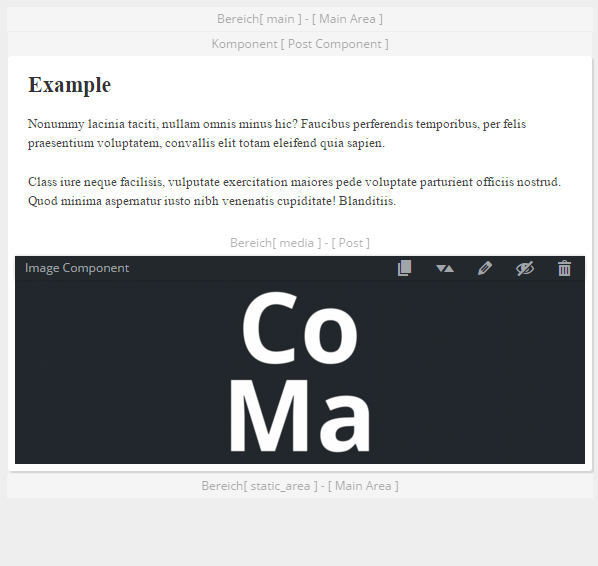 Bereich[ main ] - [ Main Area ]
Komponent [ Post Component ]
Example
Nonummy lacinia taciti, nullam omnis minus hic? Faucibus perferendis temporibus, per felis
praesentium voluptatem, convallis elit totam eleifend quia sapien.
Class iure neque facilisis, vulputate exercitation maiores pede voluptate parturient officiis nostrud.
Quod minima aspernatur iusto nibh venenatis cupiditate! Blanditiis.
Bereich[ media ] - [ Post ]
Image Component
Co
Ma
Bereich[ static_area ] - [ Main Area ]